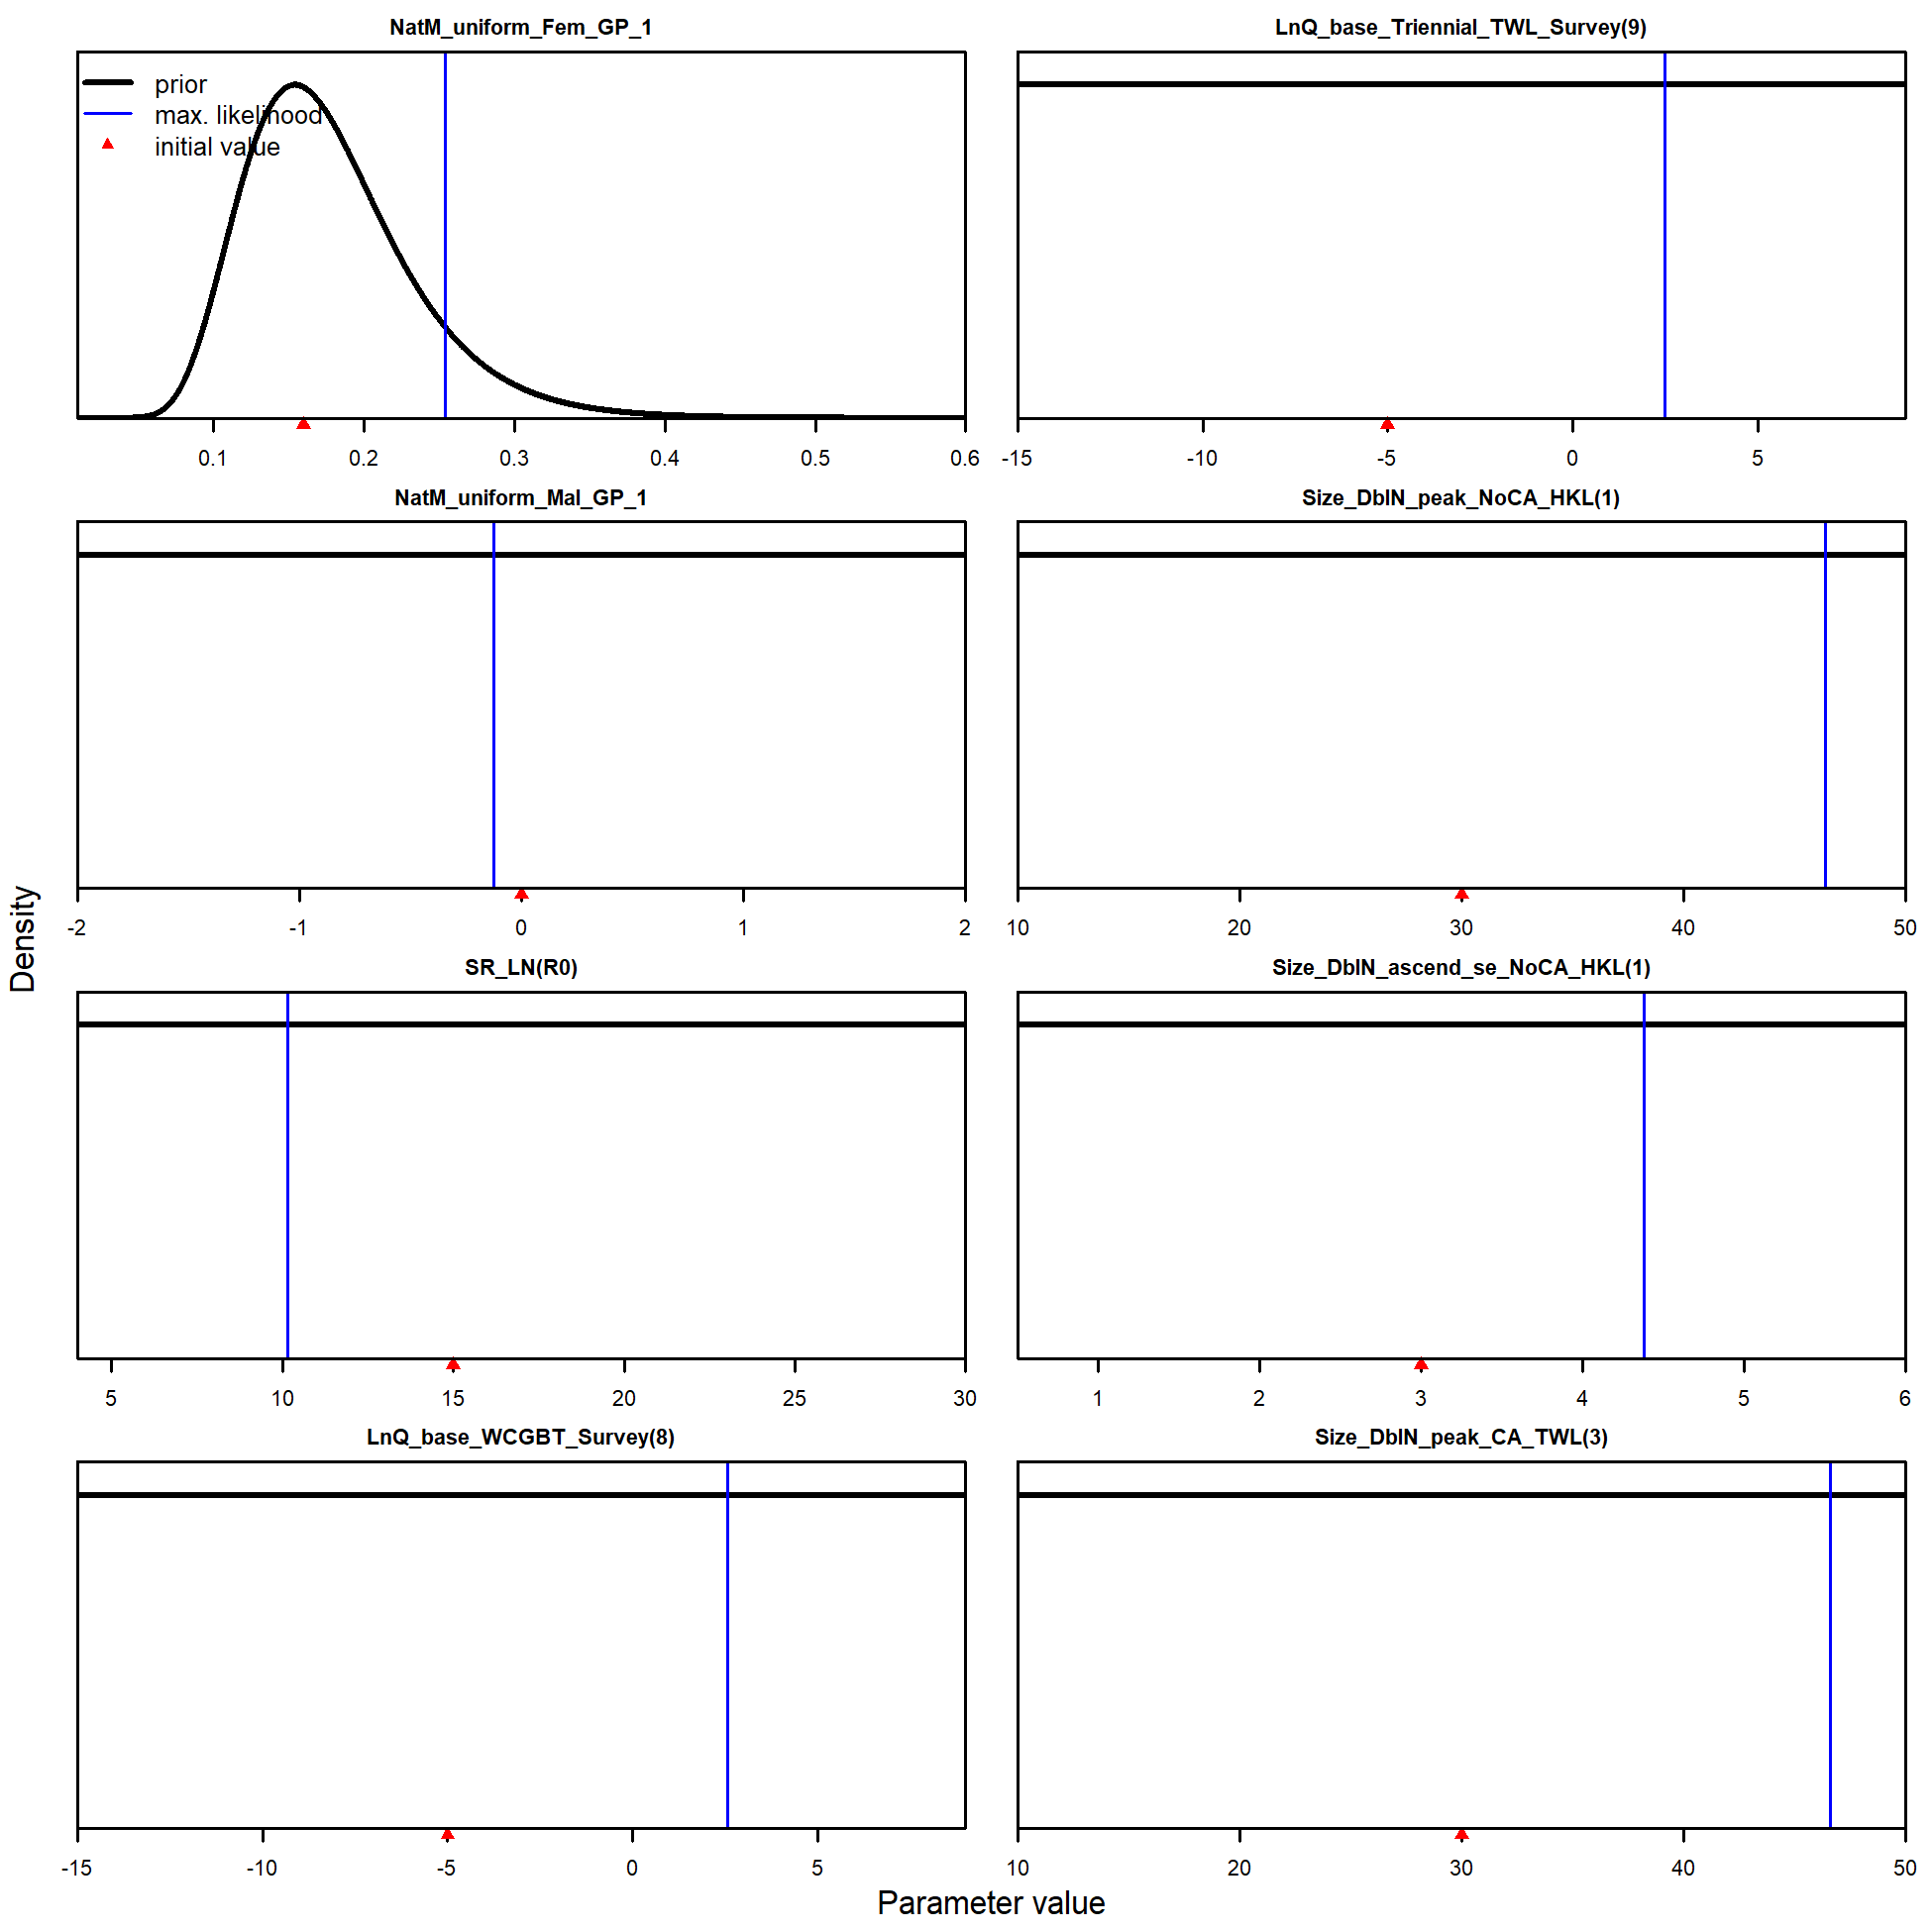 NatM_uniform_Fem_GP_1
prior
max. likelihood
initial value
0.1 0.2 0.3 0.4 0.5 0.6
LnQ_base_Triennial_TWL_Survey(9)
-15 -10 -5 0 5
NatM_uniform_Mal_GP_1
-2 -1 0 1 2
Size_DblN_peak_NoCA_HKL(1)
10 20 30 40 50
SR_LN(R0)
5 10 15 20 25 30
Size_DblN_ascend_se_NoCA_HKL(1)
1 2 3 4 5 6
LnQ_base_WCGBT_Survey(8)
-15 -10 -5 0 5
Size_DblN_peak_CA_TWL(3)
10 20 30 40 50
Density
Parameter value